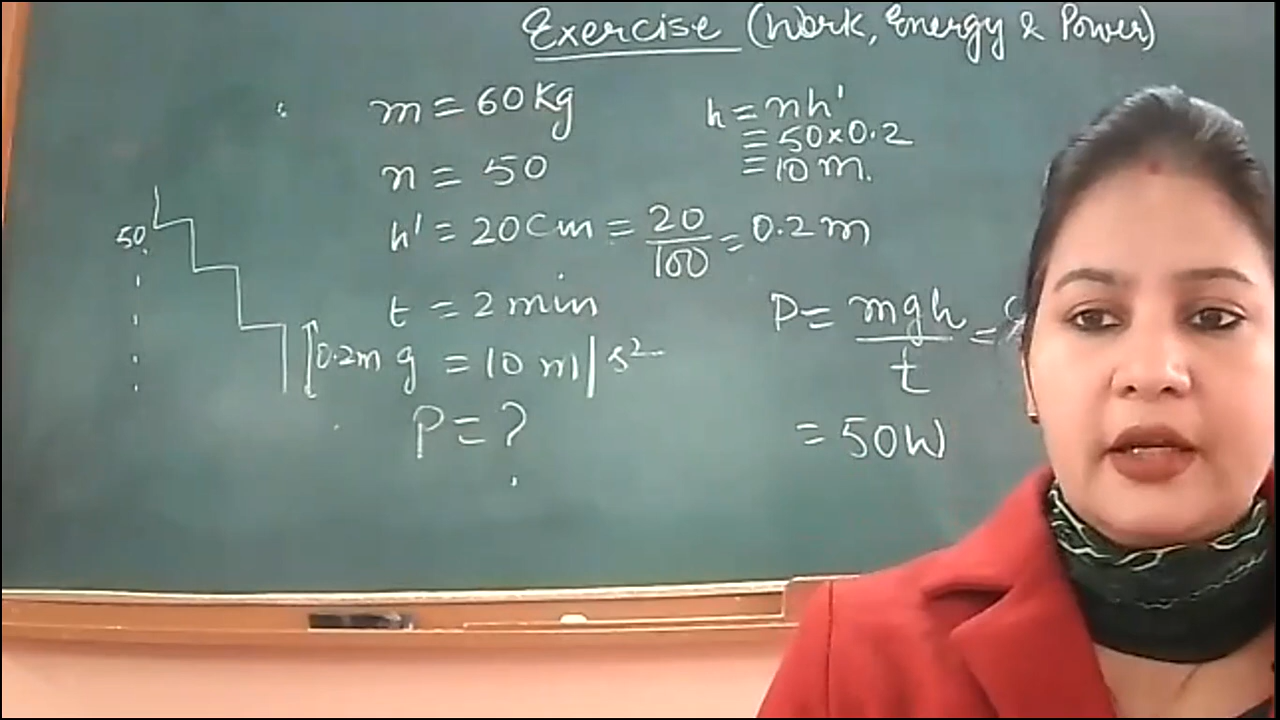 Exercise (Work, Energy & Power)
m = 60 Kg
n = 50
h' = 20 Cm = 20/100 = 0.2 m
t = 2 min
g = 10 m/s²
P = ?
50
0.2m
h = nh'
= 50 × 0.2
= 10 m.
P = mgh/t =
= 50W